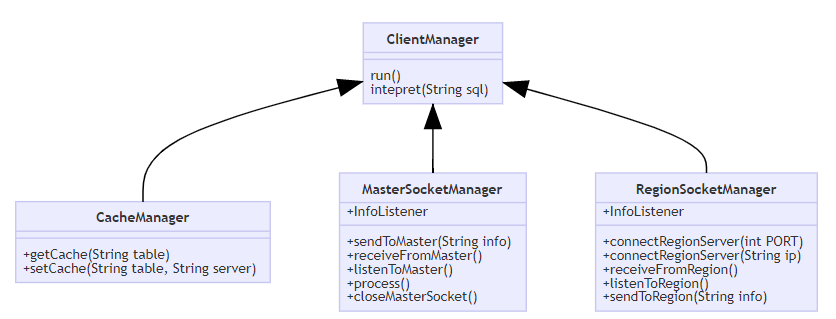 ClientManager
run()
intepret(String sql)
CacheManager
+getCache(String table)
+setCache(String table, String server)
MasterSocketManager
+InfoListener
+sendToMaster(String info)
+receiveFromMaster()
+listenToMaster()
+process()
+closeMasterSocket()
RegionSocketManager
+InfoListener
+connectRegionServer(int PORT)
+connectRegionServer(String ip)
+receiveFromRegion()
+listenToRegion()
+sendToRegion(String info)